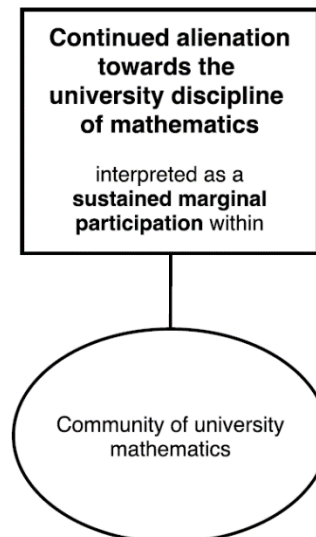 Continued alienation
towards the
university discipline
of mathematics
interpreted as a
sustained marginal
participation within
Community of university
mathematics